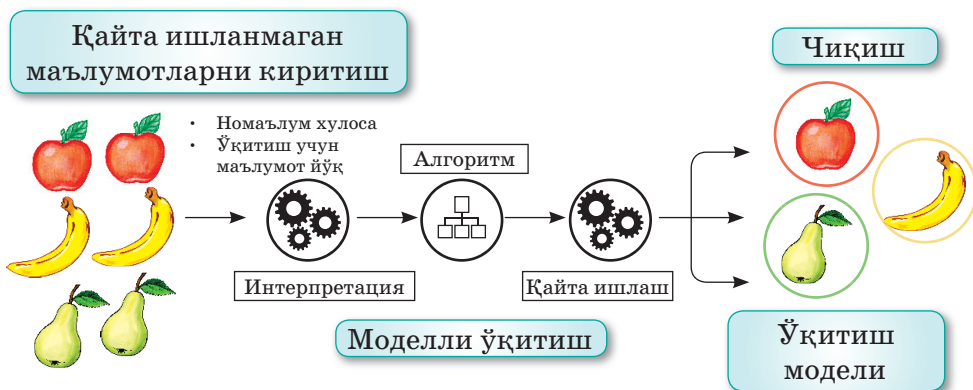 Қайта ишланмаган
маълумотларни киритиш
• Номаълум хулоса
• Ўқитиш учун
маълумот йўқ
Алгоритм
Интерпретация
Қайта ишлаш
Моделли ўқитиш
Чиқиш
Ўқитиш
модели